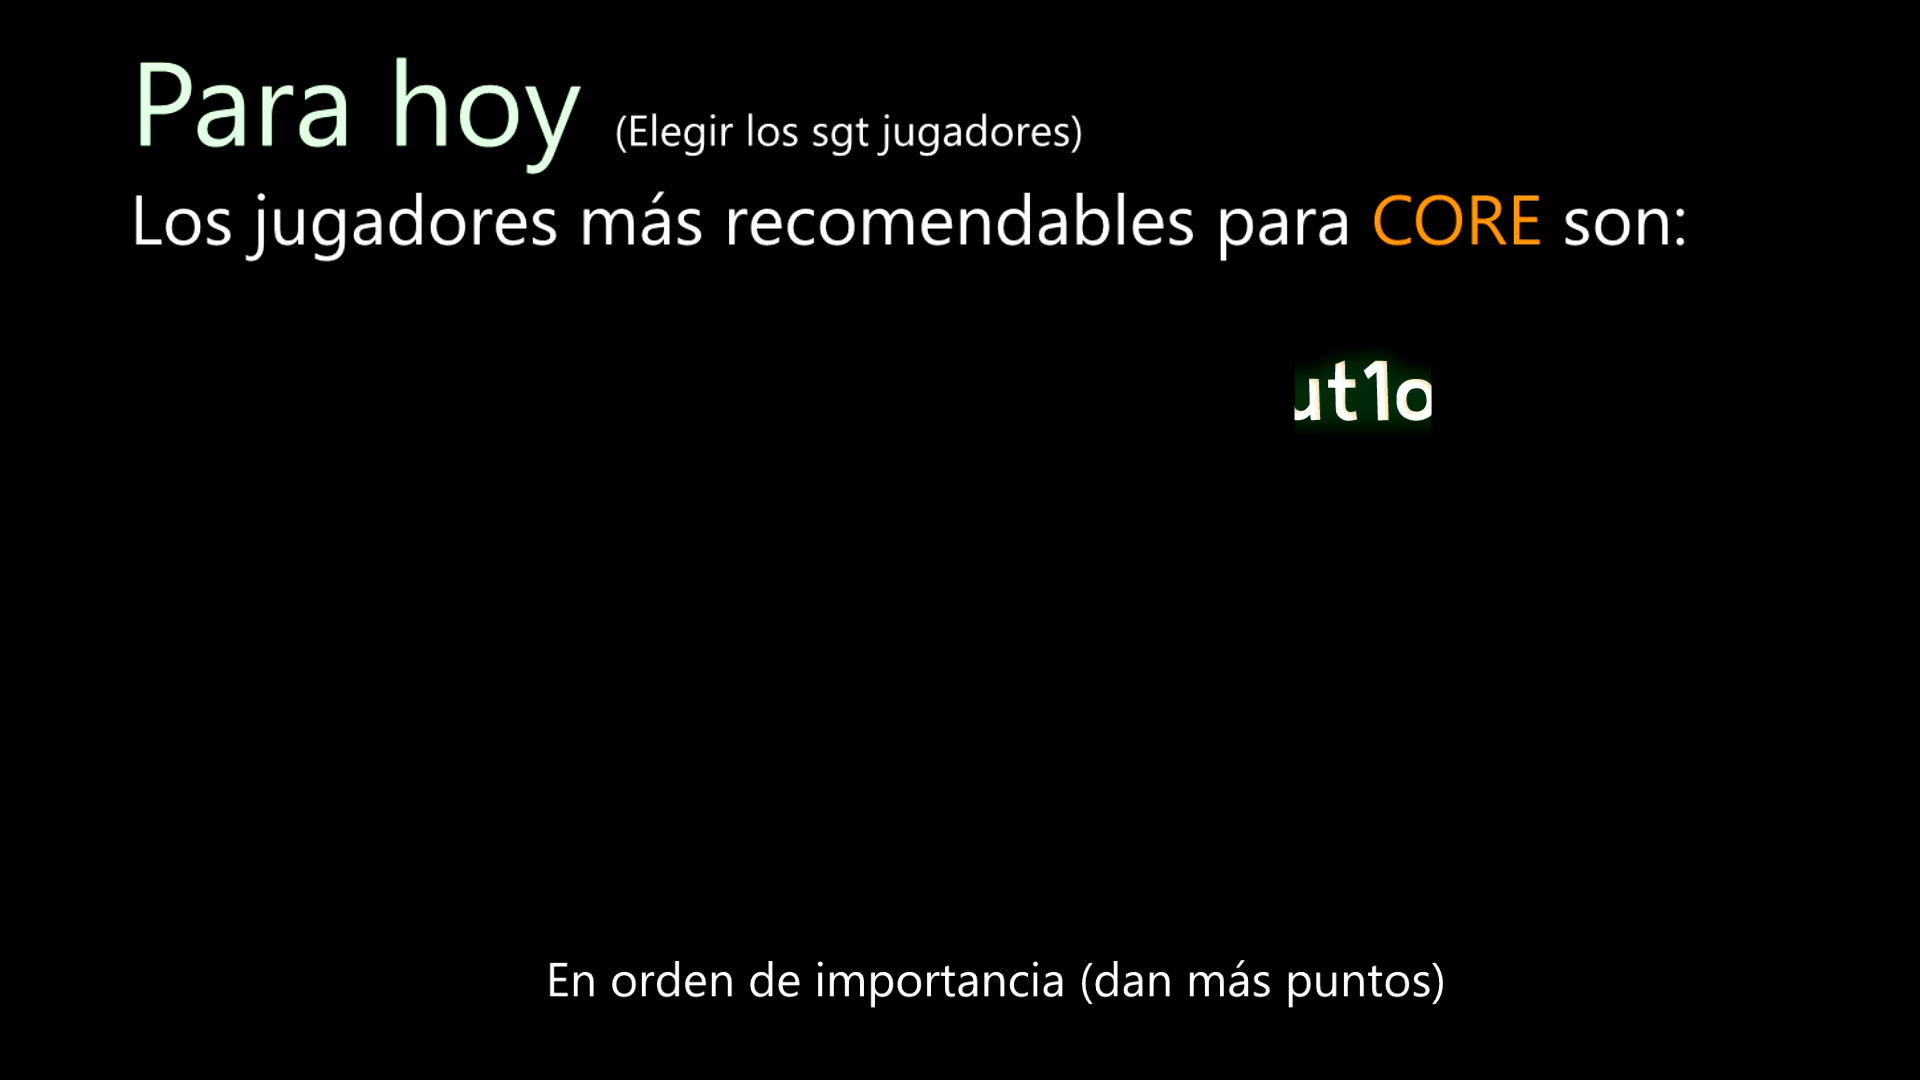 Para hoy (Elegir los sgt jugadores)
Los jugadores más recomendables para CORE son:
ut1o
En orden de importancia (dan más puntos)